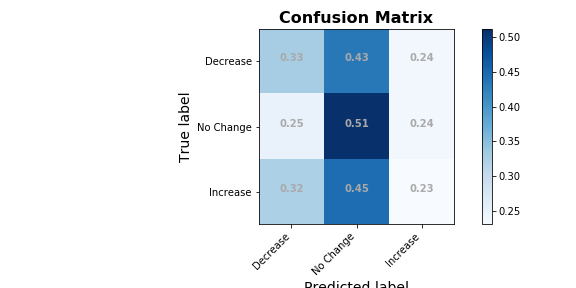 Confusion Matrix
Decrease
0.33 0.43 0.24
No Change
0.25 0.51 0.24
Increase
0.32 0.45 0.23
True label
Decrease
No Change
Increase
Predicted label
0.50
0.45
0.40
0.35
0.30
0.25